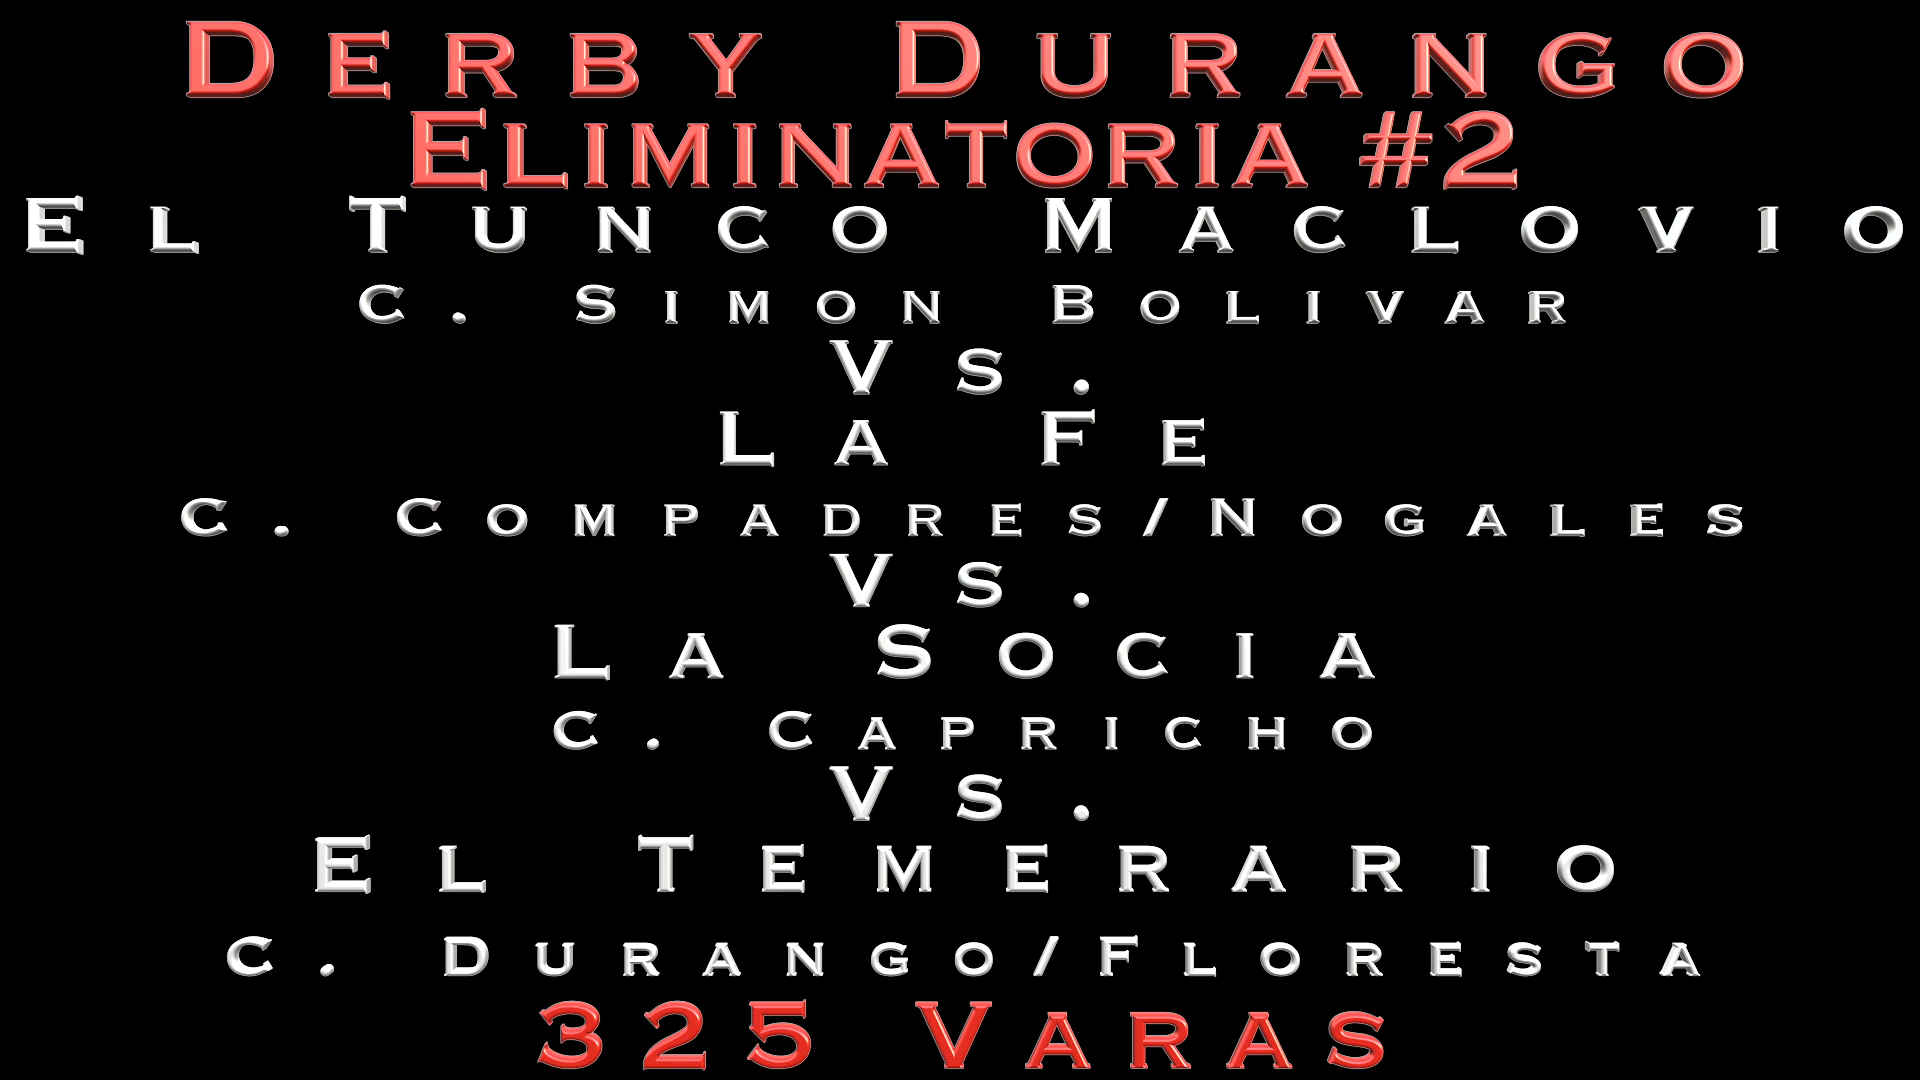 Derby Durango
Eliminatoria #2
El Tunco Maclovio
C. Simon Bolivar
Vs.
La Fe
C. Compadres/Nogales
Vs.
La Socia
C. Capricho
Vs.
El Temerario
C. Durango/Floresta
325 Varas